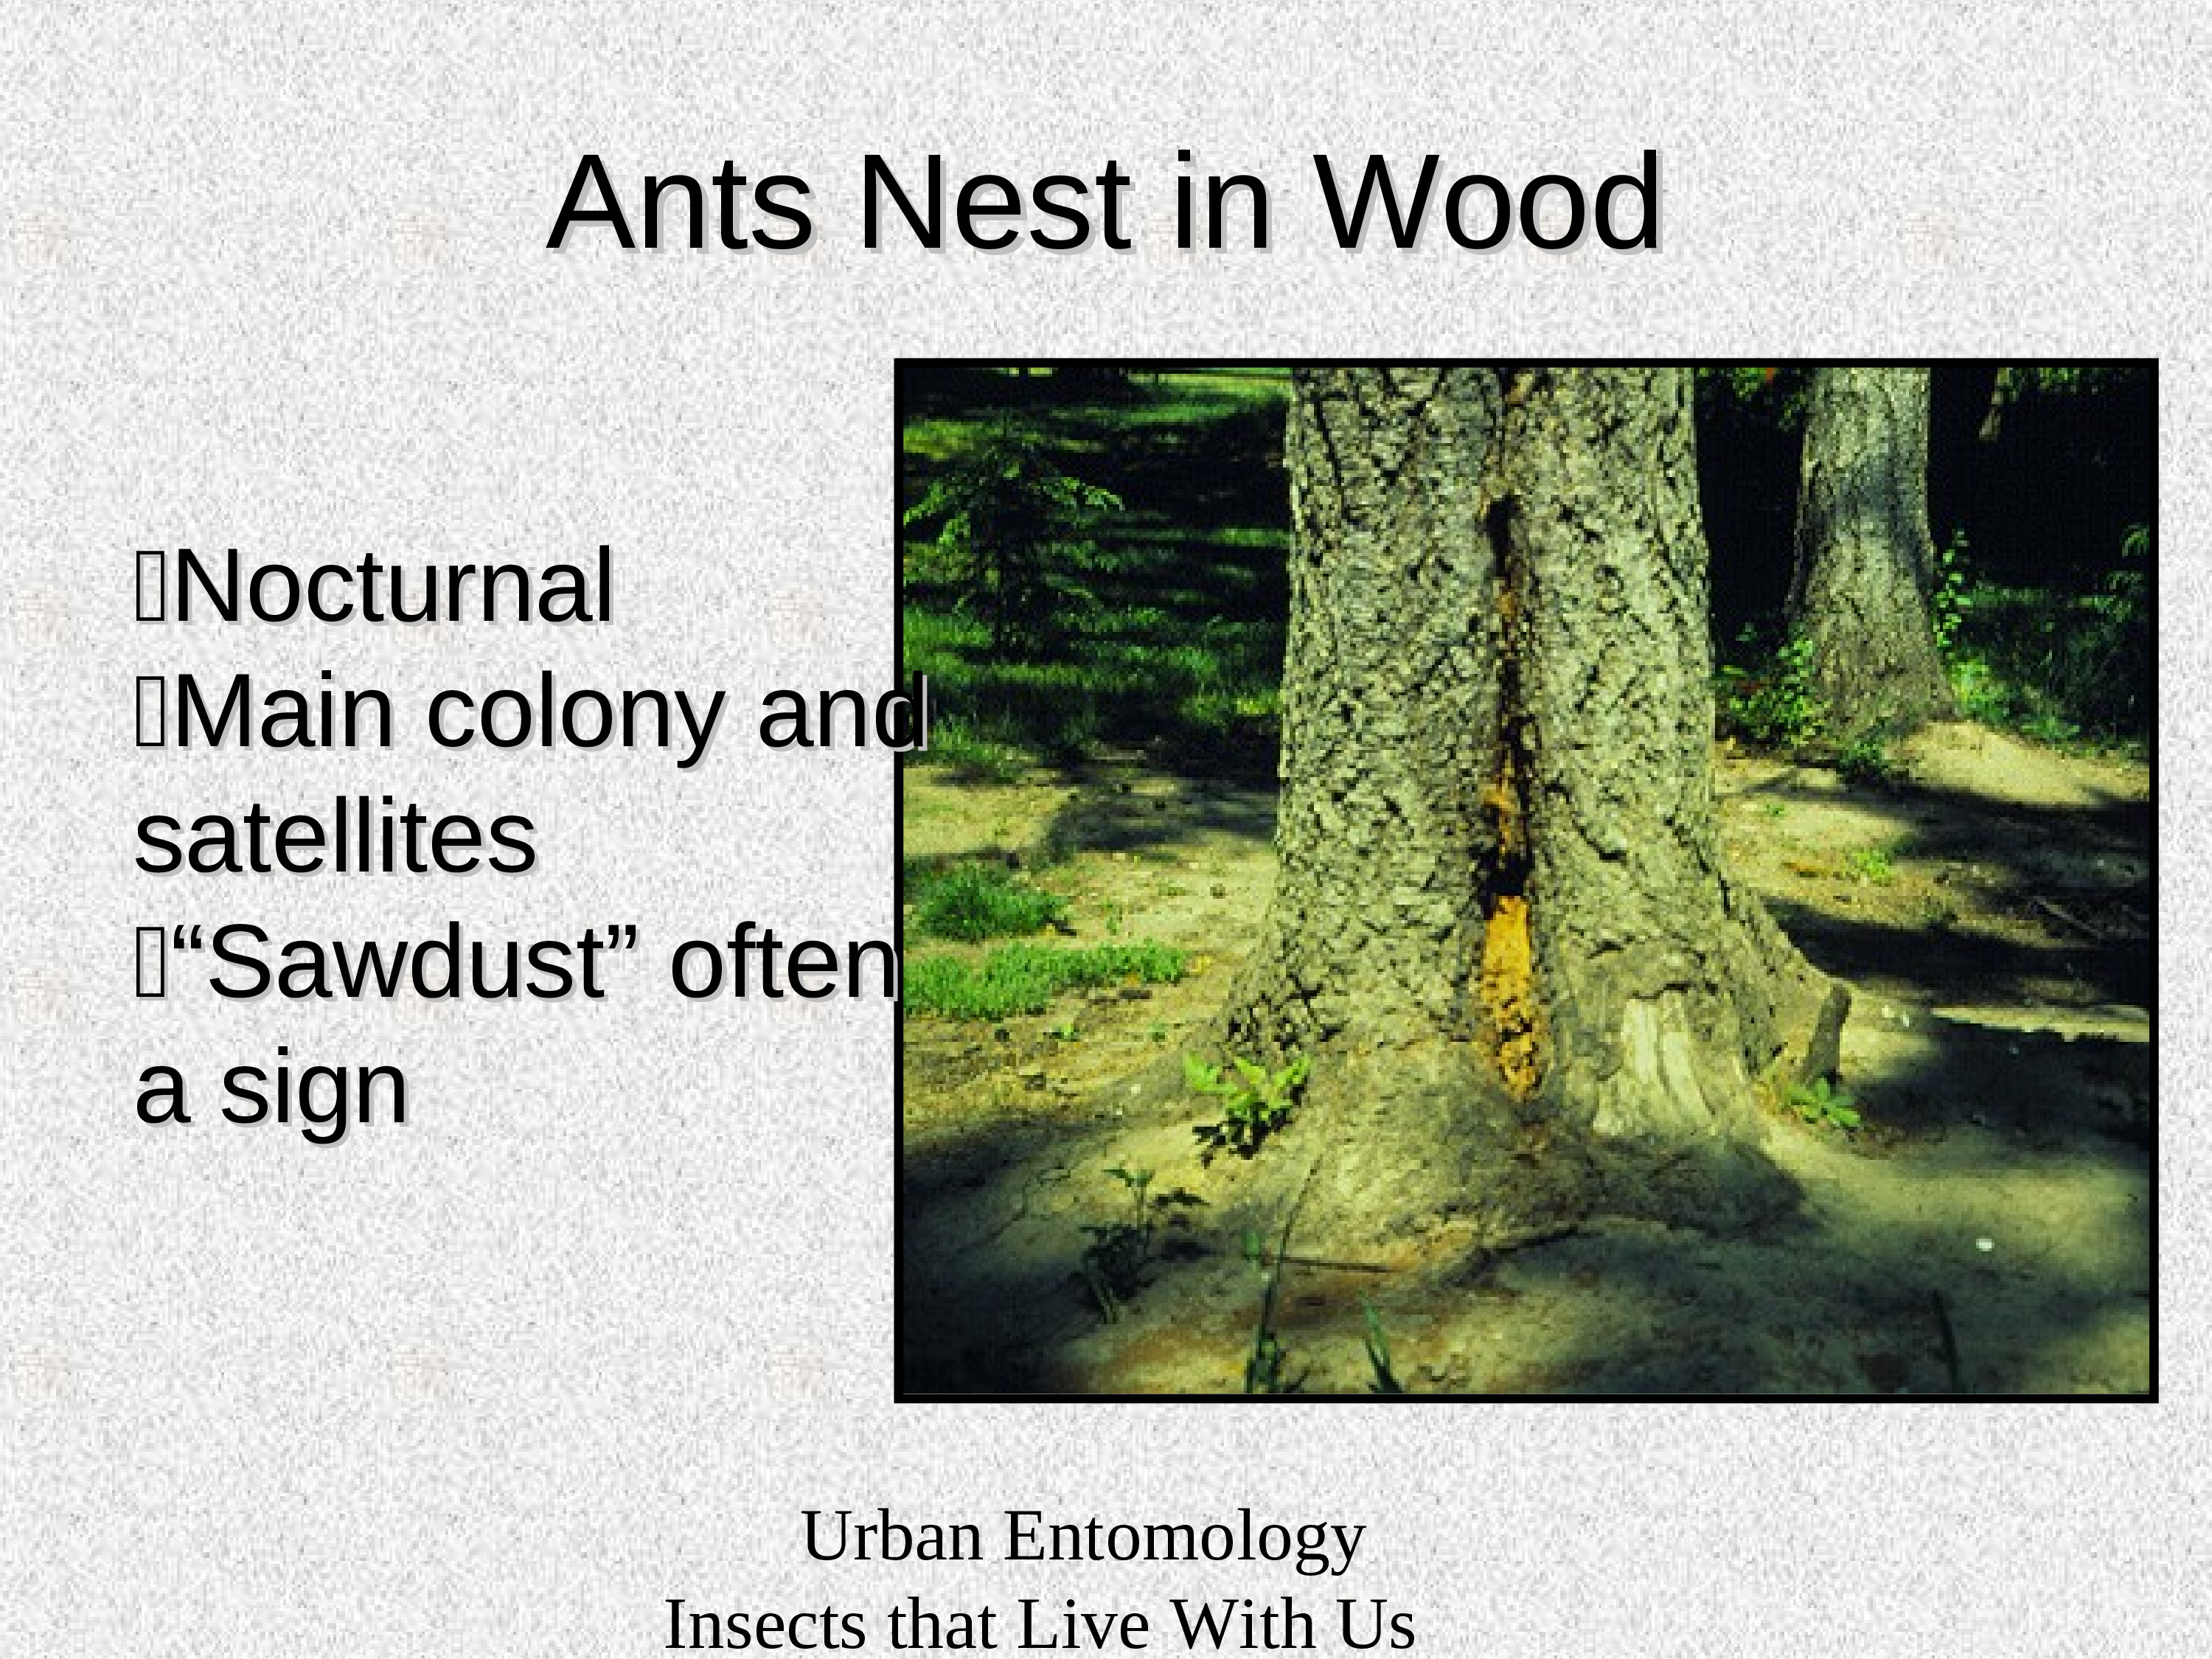 Ants Nest in Wood
Nocturnal
Main colony and
satellites
“Sawdust” often
a sign
Urban Entomology
Insects that Live With Us